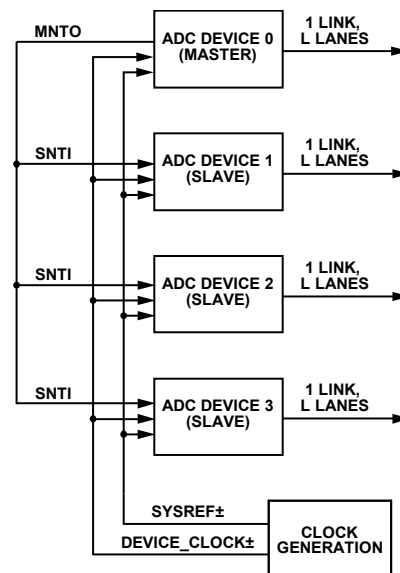 MNTO
ADC DEVICE 0
(MASTER)
1 LINK,
L LANES
SNTI
ADC DEVICE 1
(SLAVE)
1 LINK,
L LANES
SNTI
ADC DEVICE 2
(SLAVE)
1 LINK,
L LANES
SNTI
ADC DEVICE 3
(SLAVE)
1 LINK,
L LANES
SYSREF±
DEVICE_CLOCK±
CLOCK
GENERATION